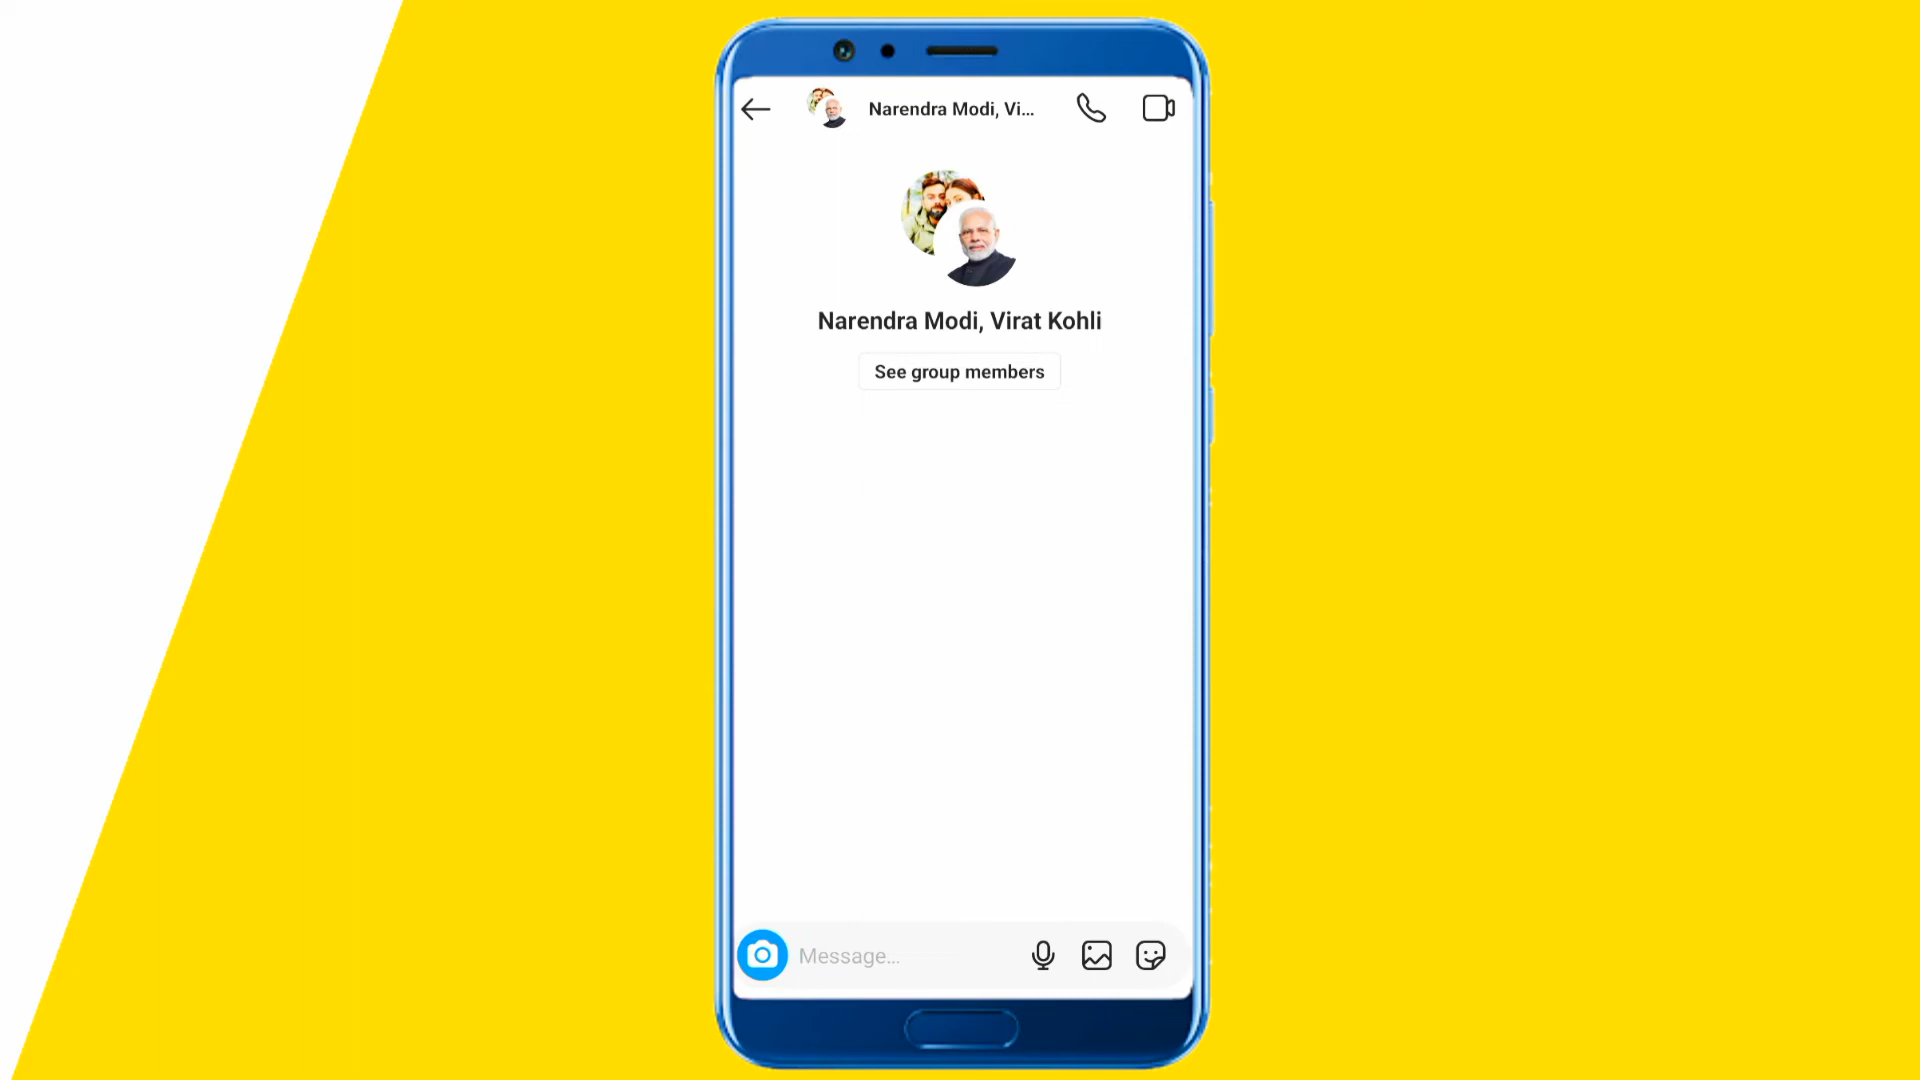 Narendra Modi, Vi...
Narendra Modi, Virat Kohli
See group members
Message...